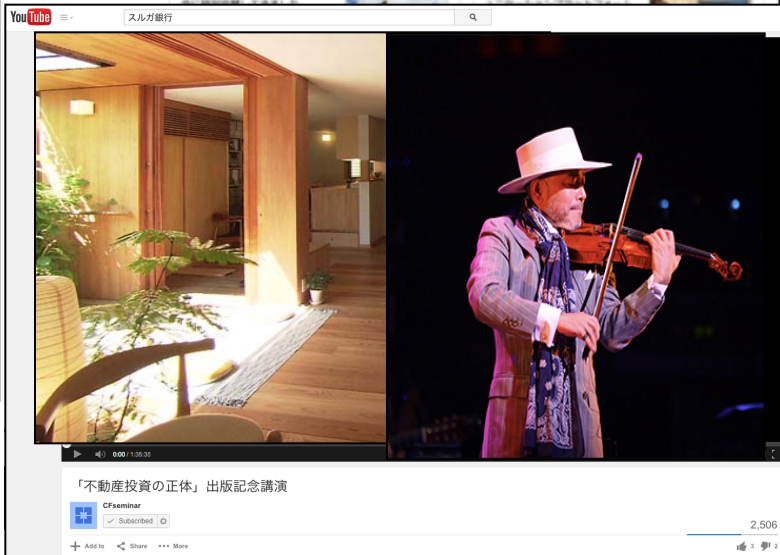 YouTube
スルガ銀行
0:00 / 1:36:36
「不動産投資の正体」出版記念講演
CFseminar
Subscribed
2,506
Add to
Share
More
3
2